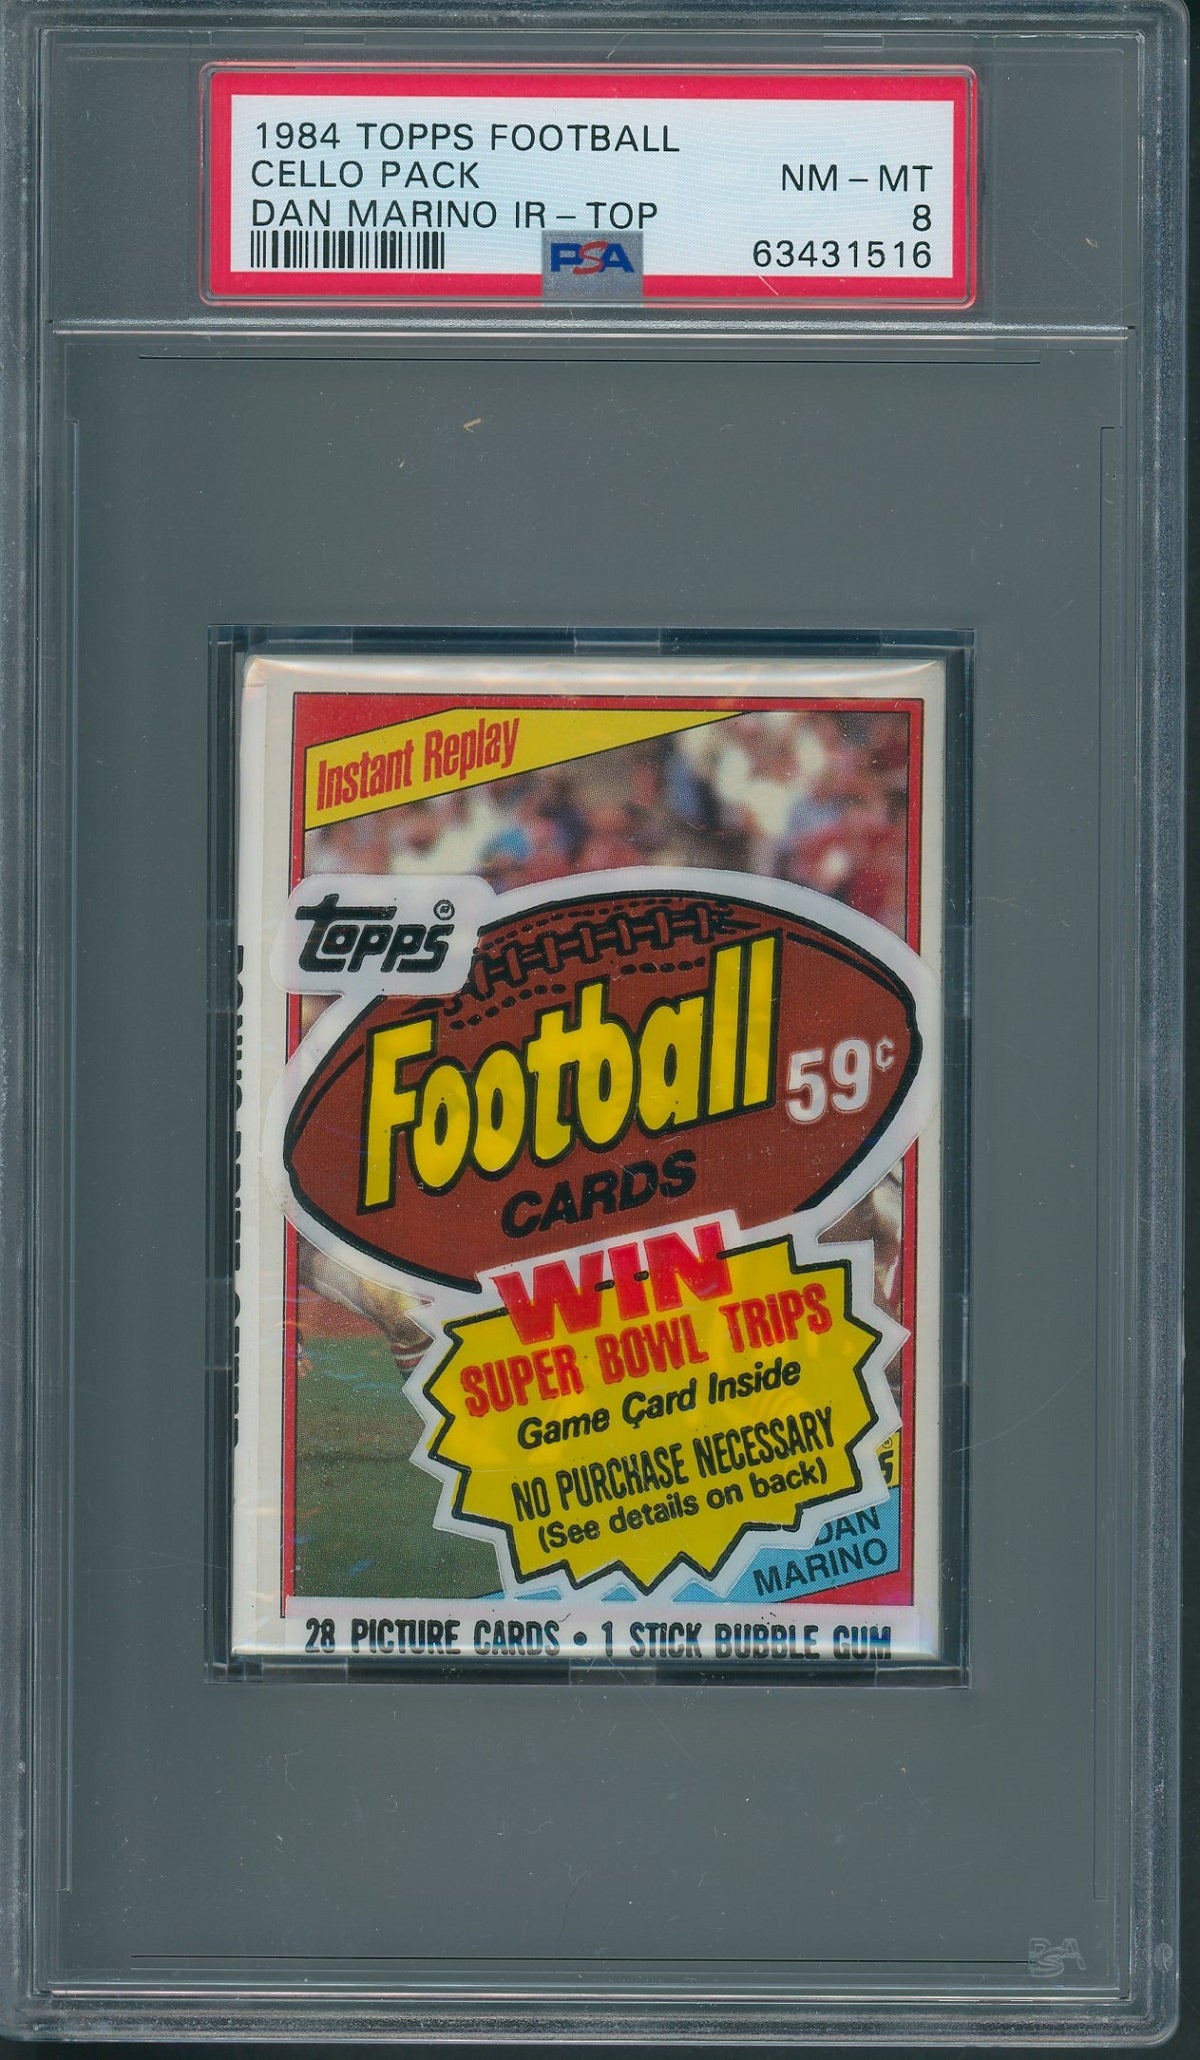 1984 TOPPS FOOTBALL
CELLO PACK
NM - MT
DAN MARINO IR - TOP
8
PSA
63431516
Instant Replay
Topps®
Football
59¢
CARDS
WIN
SUPER BOWL TRIPS
Game Card Inside
NO PURCHASE NECESSARY
(See details on back)
DAN
MARINO
28 PICTURE CARDS • 1 STICK BUBBLE GUM
PSA